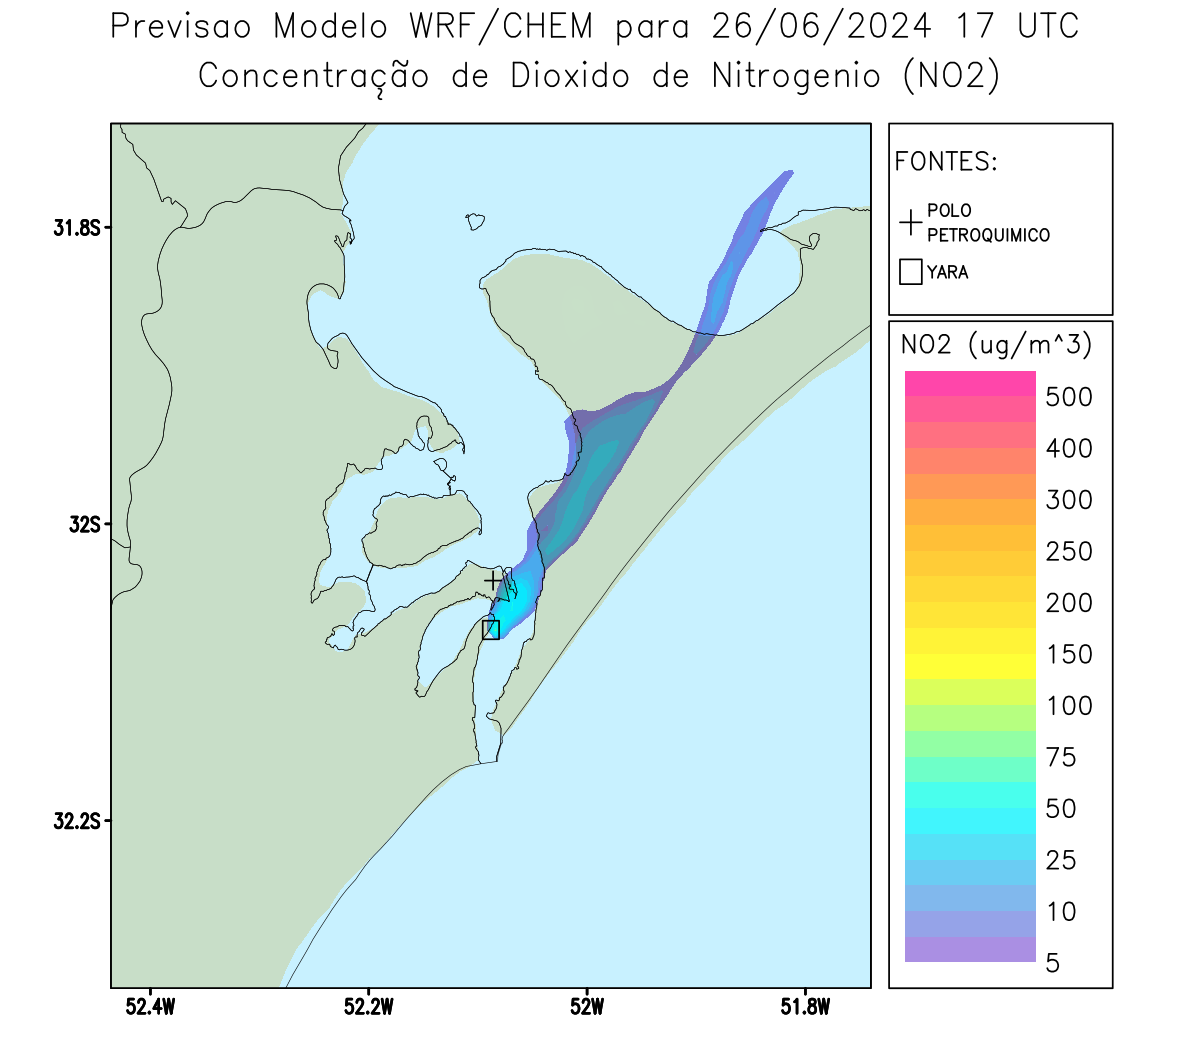 Previsao Modelo WRF/CHEM para 26/06/2024 17 UTC
Concentração de Dioxido de Nitrogenio (NO2)
FONTES:
POLO
PETROQUIMICO
YARA
NO2 (ug/m^3)
500
400
300
250
200
150
100
75
50
25
10
5
31.8S
32S
32.2S
52.4W
52.2W
52W
51.8W